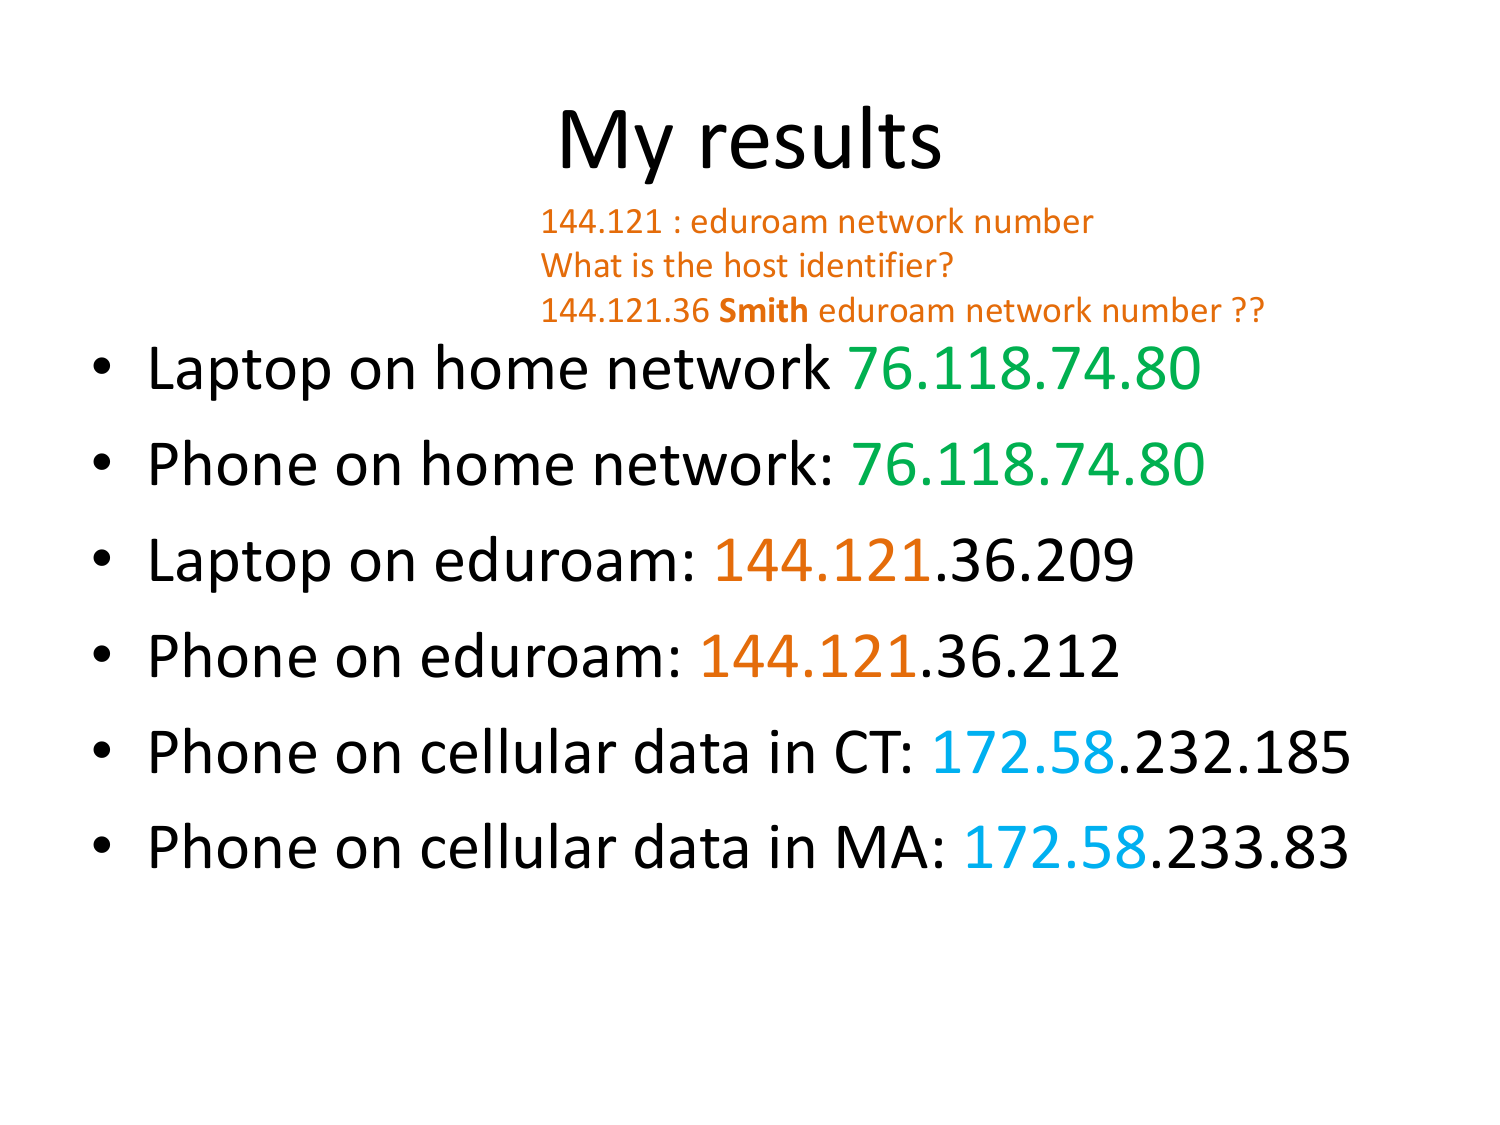 My results
144.121 : eduroam network number
What is the host identifier?
144.121.36 Smith eduroam network number ??
• Laptop on home network 76.118.74.80
• Phone on home network: 76.118.74.80
• Laptop on eduroam: 144.121.36.209
• Phone on eduroam: 144.121.36.212
• Phone on cellular data in CT: 172.58.232.185
• Phone on cellular data in MA: 172.58.233.83